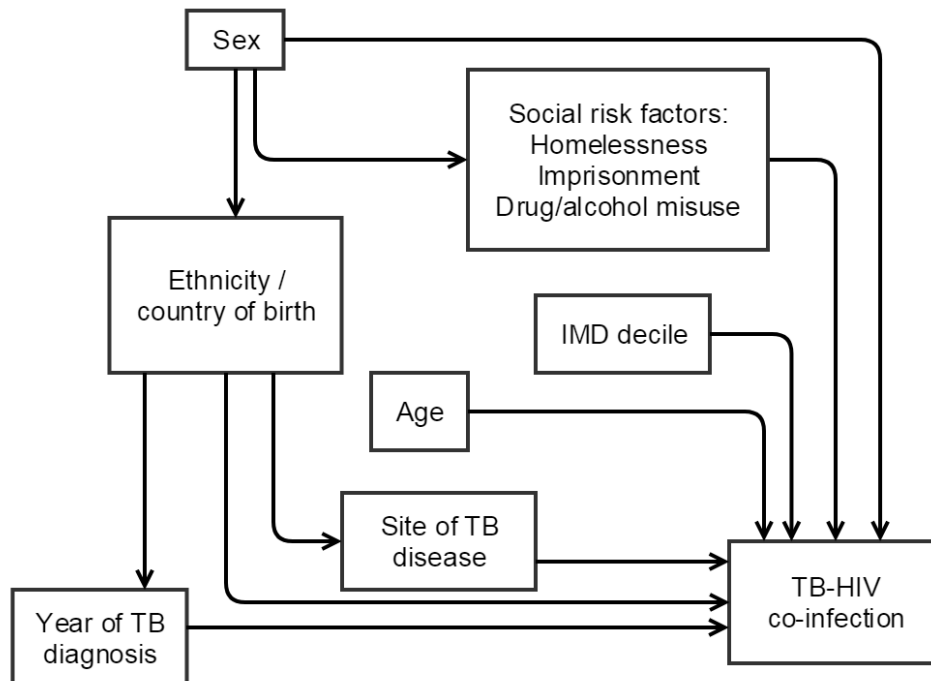 Sex
Social risk factors:
Homelessness
Imprisonment
Drug/alcohol misuse
Ethnicity /
country of birth
IMD decile
Age
Site of TB
disease
TB-HIV
co-infection
Year of TB
diagnosis